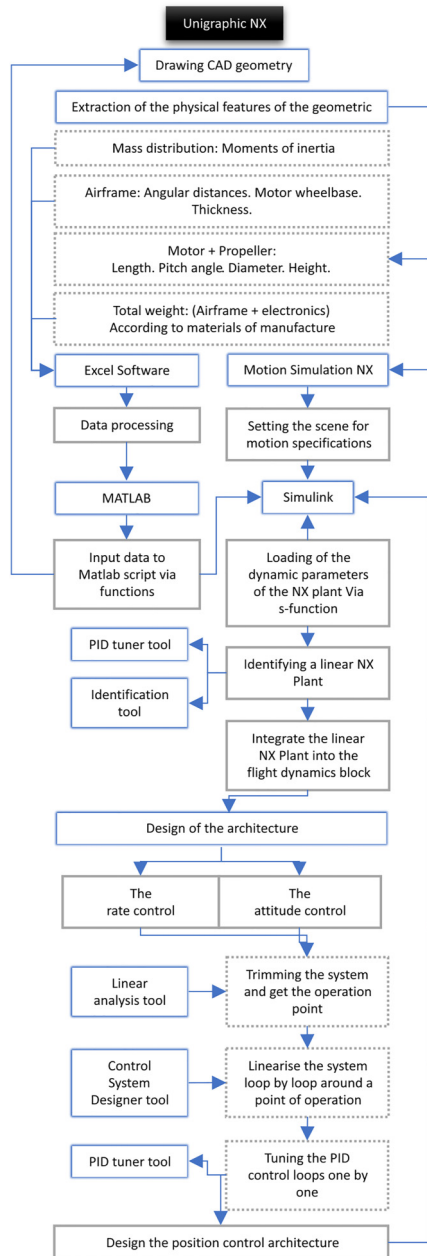 Unigraphic NX
Drawing CAD geometry
Extraction of the physical features of the geometric
Mass distribution: Moments of inertia
Airframe: Angular distances. Motor wheelbase.
Thickness.
Motor + Propeller:
Length. Pitch angle. Diameter. Height.
Total weight: (Airframe + electronics)
According to materials of manufacture
Excel Software
Motion Simulation NX
Data processing
Setting the scene for
motion specifications
MATLAB
Simulink
Input data to
Matlab script via
functions
Loading of the
dynamic parameters
of the NX plant Via
s-function
PID tuner tool
Identifying a linear NX
Plant
Identification
tool
Integrate the linear
NX Plant into the
flight dynamics block
Design of the architecture
The
rate control
The
attitude control
Linear
analysis tool
Trimming the system
and get the operation
point
Control
System
Designer tool
Linearise the system
loop by loop around a
point of operation
PID tuner tool
Tuning the PID
control loops one by
one
Design the position control architecture